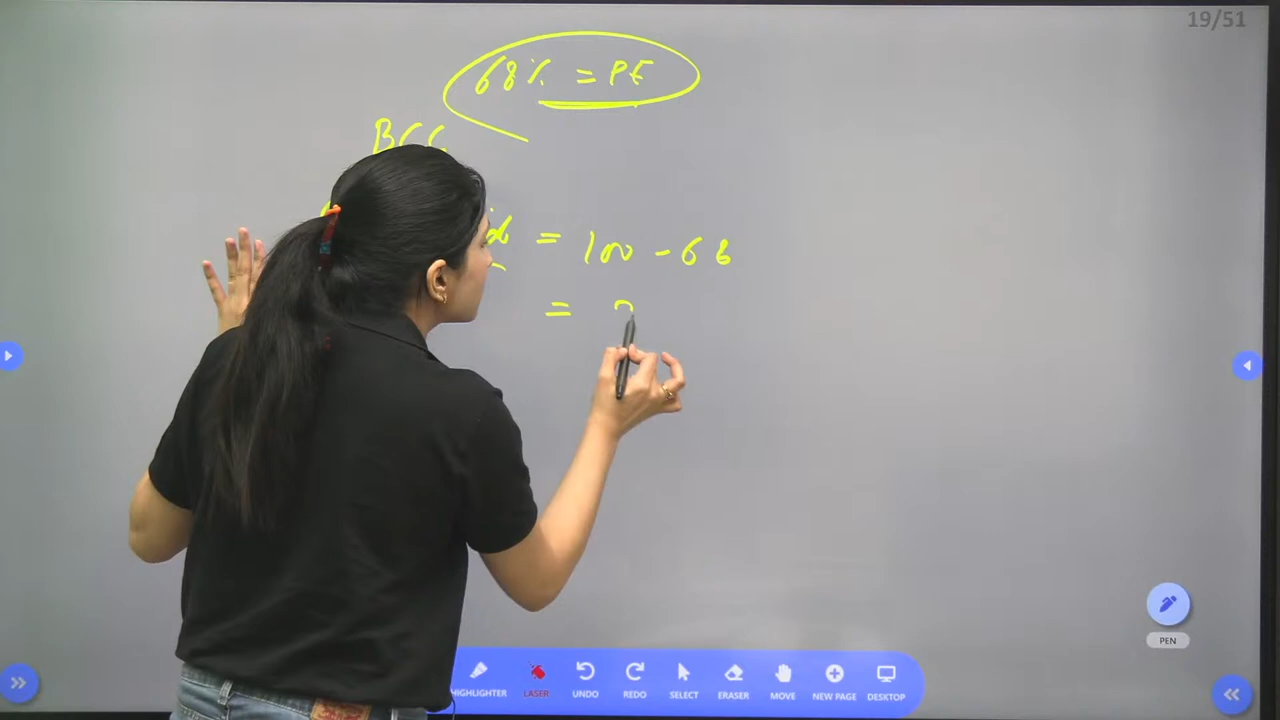 19/51
68% = PE
BCC
= 100 - 68
=
PEN
HIGHLIGHTER LASER UNDO REDO SELECT ERASER MOVE NEW PAGE DESKTOP